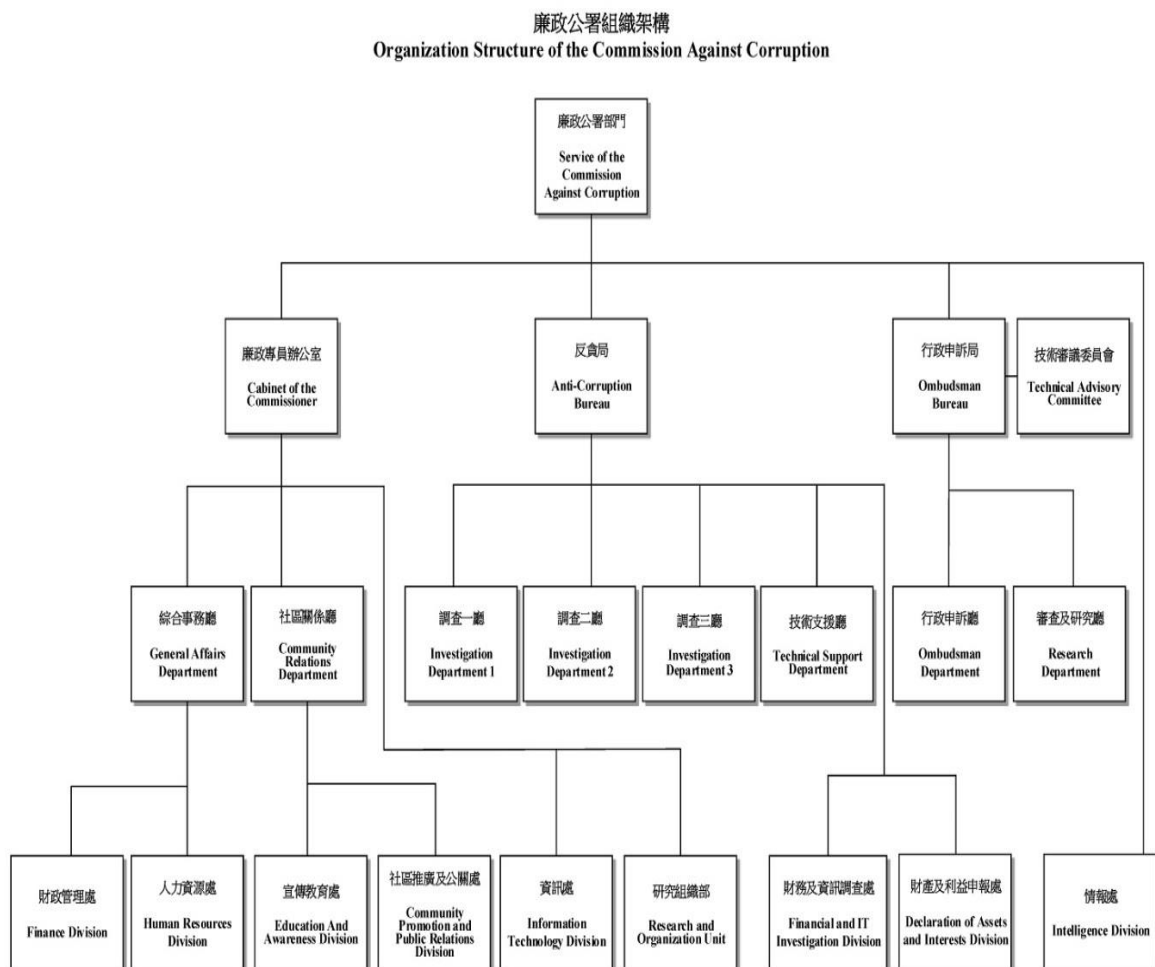 廉政公署組織架構
Organization Structure of the Commission Against Corruption
廉政公署部門
Service of the
Commission
Against Corruption
廉政專員辦公室
Cabinet of the
Commissioner
反貪局
Anti-Corruption
Bureau
行政申訴局
Ombudsman
Bureau
技術審議委員會
Technical Advisory
Committee
綜合事務廳
General Affairs
Department
社區關係廳
Community
Relations
Department
調查一廳
Investigation
Department 1
調查二廳
Investigation
Department 2
調查三廳
Investigation
Department 3
技術支援廳
Technical Support
Department
行政申訴廳
Ombudsman
Department
審查及研究廳
Research
Department
財政管理處
Finance Division
人力資源處
Human Resources
Division
宣傳教育處
Education And
Awareness Division
社區推廣及公關處
Community
Promotion and
Public Relations
Division
資訊處
Information
Technology Division
研究組織部
Research and
Organization Unit
財務及資訊調查處
Financial and IT
Investigation Division
財產及利益申報處
Declaration of Assets
and Interests Division
情報處
Intelligence Division